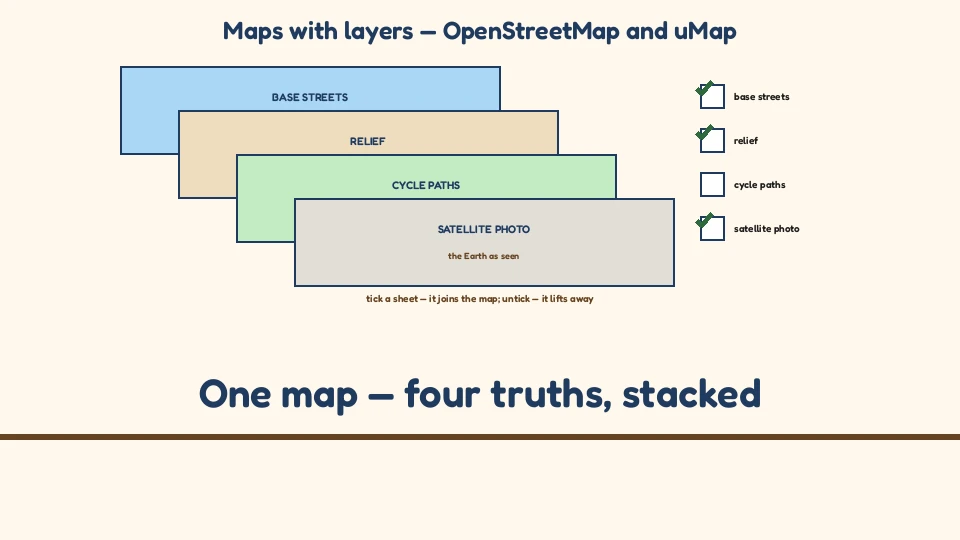 Maps with layers — OpenStreetMap and uMap
BASE STREETS
RELIEF
CYCLE PATHS
SATELLITE PHOTO
the Earth as seen
base streets
relief
cycle paths
satellite photo
tick a sheet — it joins the map; untick — it lifts away
One map — four truths, stacked